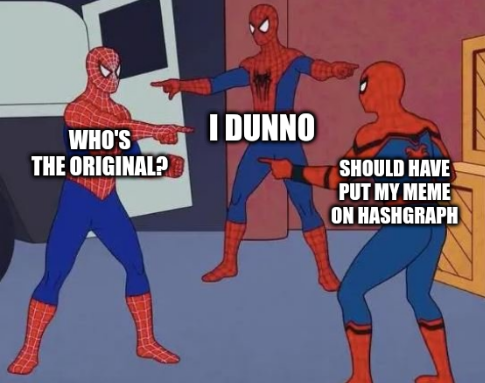 WHO'S
THE ORIGINAL?
I DUNNO
SHOULD HAVE
PUT MY MEME
ON HASHGRAPH